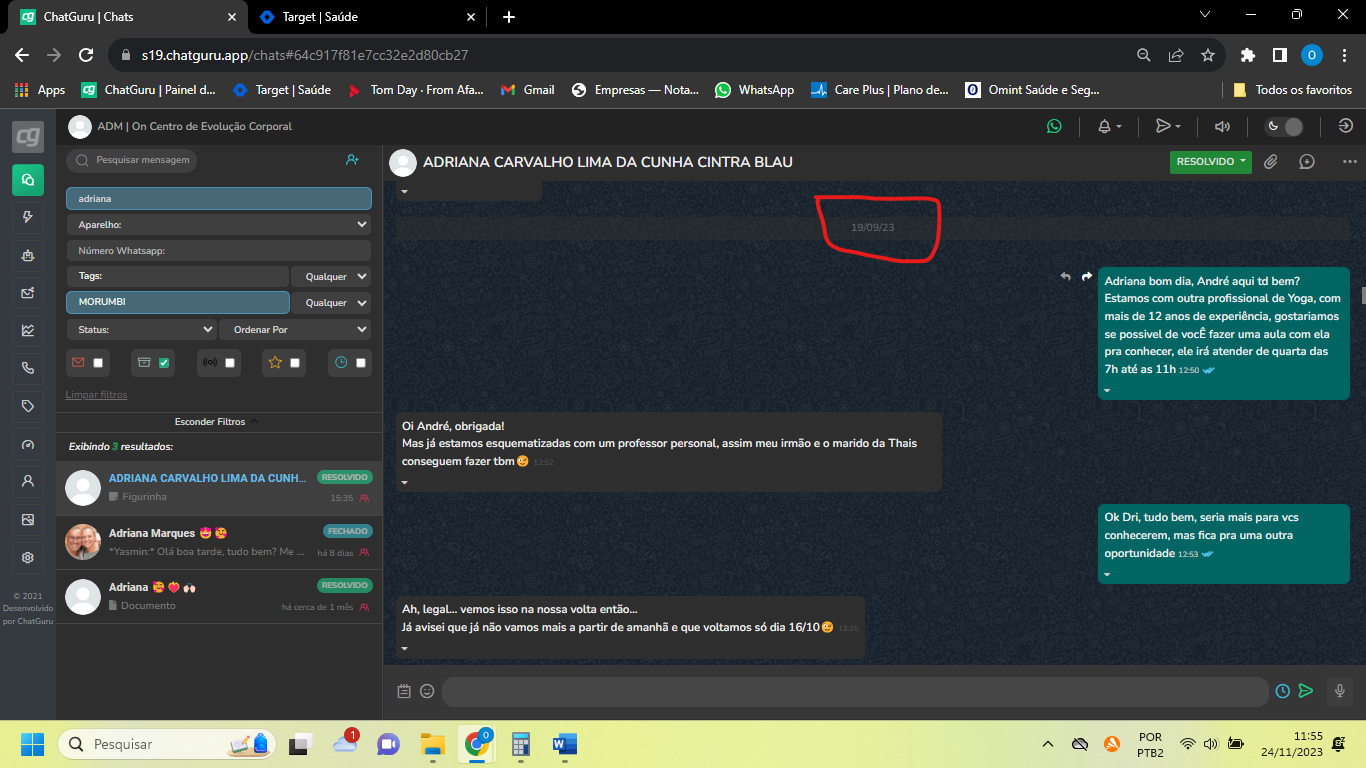 ChatGuru | Chats
Target | Saúde
s19.chatguru.app/chats#64c917f81e7cc32e2d80cb27
O
Apps
ChatGuru | Painel d...
Target | Saúde
Tom Day · From Afa...
Gmail
Empresas — Nota...
WhatsApp
Care Plus | Plano de...
Omint Saúde e Seg...
Todos os favoritos
cg
ADM | On Centro de Evolução Corporal
Pesquisar mensagem
adriana
Aparelho:
Número Whatsapp:
Tags:
Qualquer
MORUMBI
Qualquer
Status:
Ordenar Por
Limpar filtros
Esconder Filtros
Exibindo 3 resultados:
ADRIANA CARVALHO LIMA DA CUNH...
RESOLVIDO
Figurinha
15:35
Adriana Marques 🤩 🥰
FECHADO
*Yasmin:* Olá boa tarde, tudo bem? Me ...
há 8 dias
Adriana 🥰 ❤️‍🔥 🙌🏻
RESOLVIDO
Documento
há cerca de 1 mês
© 2021
Desenvolvido
por ChatGuru
ADRIANA CARVALHO LIMA DA CUNHA CINTRA BLAU
RESOLVIDO
19/09/23
Adriana bom dia, André aqui td bem?
Estamos com outra profissional de Yoga, com
mais de 12 anos de experiência, gostariamos
se possivel de vocÊ fazer uma aula com ela
pra conhecer, ele irá atender de quarta das
7h até as 11h 12:50
Oi André, obrigada!
Mas já estamos esquematizadas com um professor personal, assim meu irmão e o marido da Thais
conseguem fazer tbm😉 12:52
Ok Dri, tudo bem, seria mais para vcs
conhecerem, mas fica pra uma outra
oportunidade 12:53
Ah, legal... vemos isso na nossa volta então...
Já avisei que já não vamos mais a partir de amanhã e que voltamos só dia 16/10😉 13:25
Pesquisar
1
0
POR
PTB2
11:55
24/11/2023